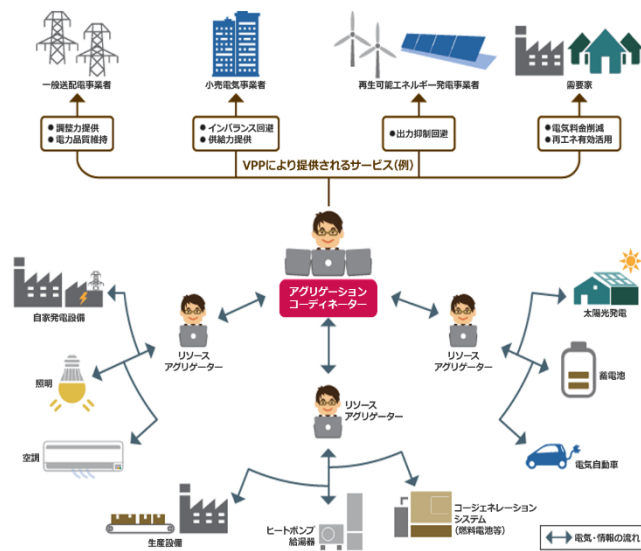 一般送配電事業者
小売電気事業者
再生可能エネルギー発電事業者
需要家
●調整力提供
●電力品質維持
●インバランス回避
●供給力提供
●出力抑制回避
●電気料金削減
●再エネ有効活用
VPPにより提供されるサービス(例)
アグリゲーション
コーディネーター
自家発電設備
リソース
アグリゲーター
リソース
アグリゲーター
太陽光発電
照明
リソース
アグリゲーター
蓄電池
空調
電気自動車
生産設備
ヒートポンプ
給湯器
コージェネレーション
システム
(燃料電池等)
電気・情報の流れ